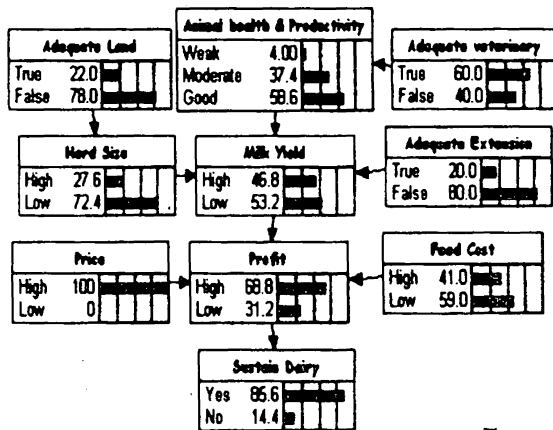 Animal health & Productivity
Weak 4.00
Moderate 37.4
Good 58.6
Adequate Land
True 22.0
False 78.0
Adequate veterinary
True 60.0
False 40.0
Herd Size
High 27.6
Low 72.4
Milk Yield
High 46.8
Low 53.2
Adequate Extension
True 20.0
False 80.0
Price
High 100
Low 0
Profit
High 68.8
Low 31.2
Food Cost
High 41.0
Low 59.0
Sustain Dairy
Yes 85.6
No 14.4